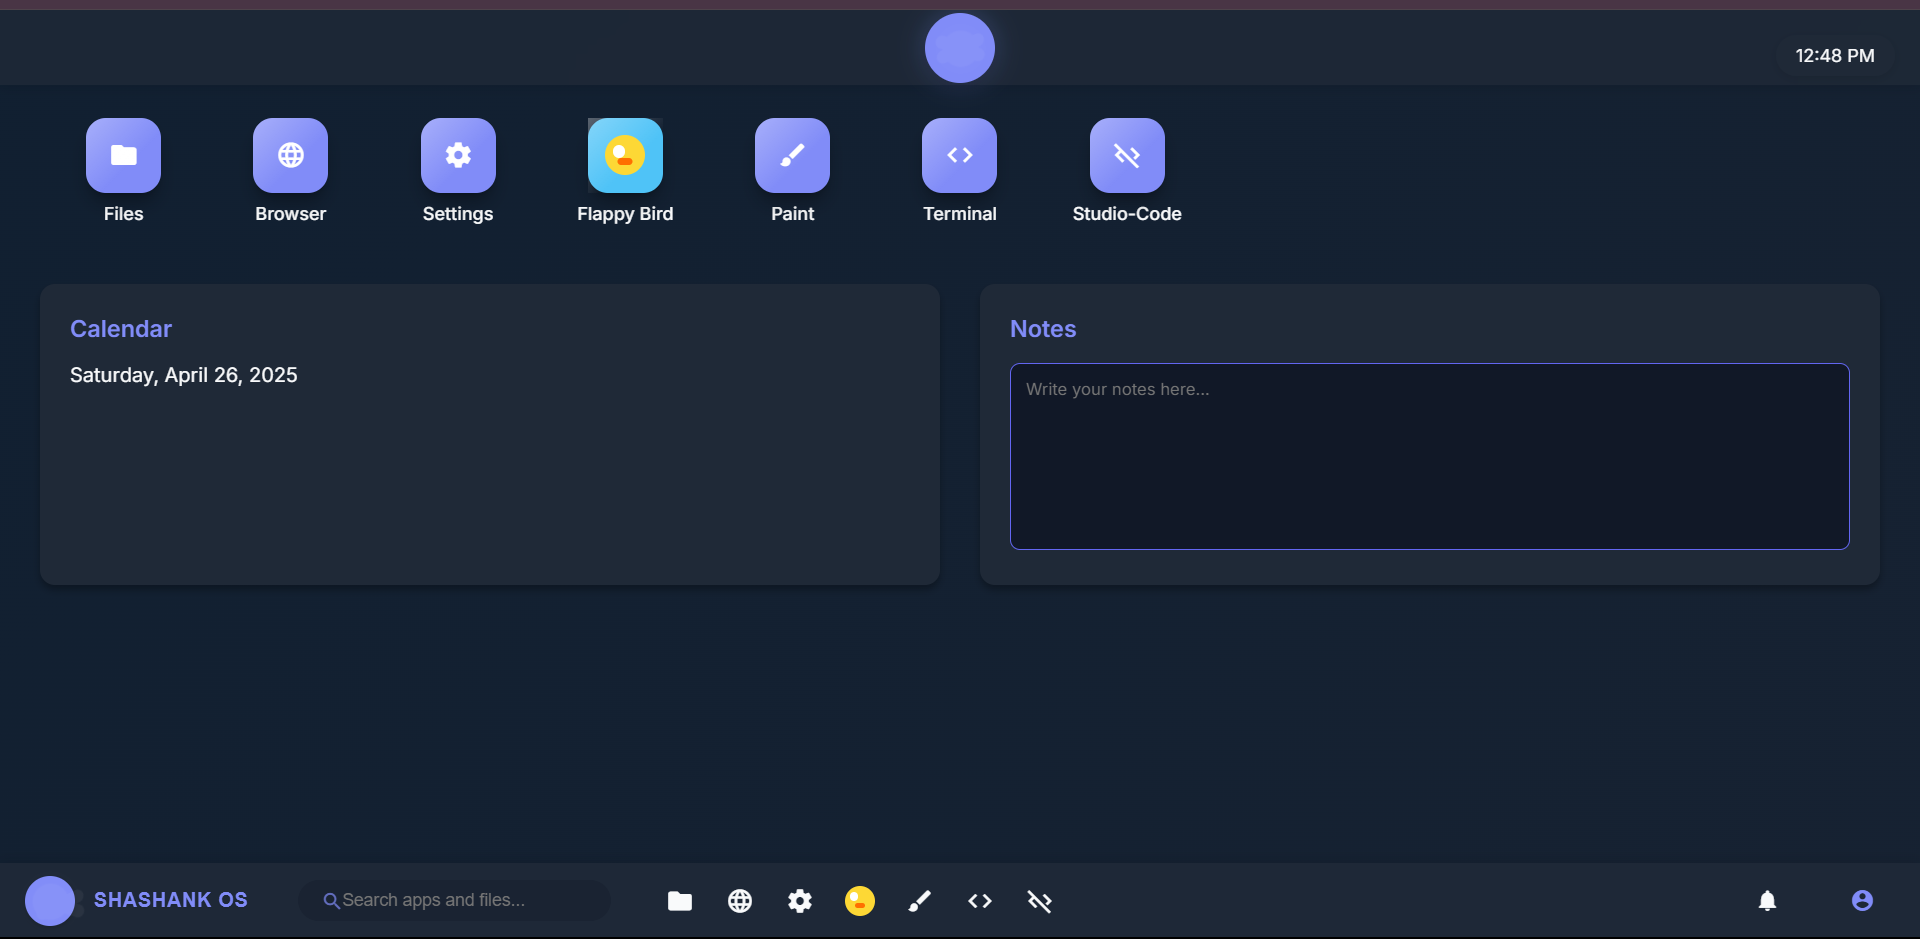 12:48 PM
Files
Browser
Settings
Flappy Bird
Paint
Terminal
Studio-Code
Calendar
Saturday, April 26, 2025
Notes
Write your notes here...
SHASHANK OS
Search apps and files...